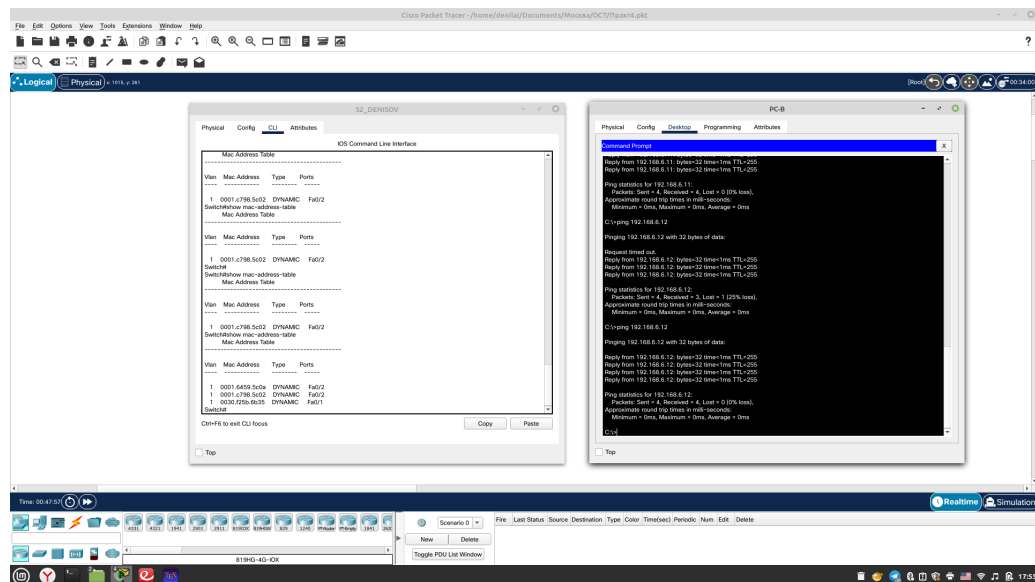 Cisco Packet Tracer - /home/denilai/Documents/Москва/ОСТ/Практ4.pkt
File Edit Options View Tools Extensions Window Help
?
Logical Physical x: 1015, y: 261
[Root] 00:34:00
S2_DENISOV
Physical Config CLI Attributes
IOS Command Line Interface
Mac Address Table
-------------------------------------------
Vlan Mac Address Type Ports
---- ----------- -------- -----
1 0001.c798.5c02 DYNAMIC Fa0/2
Switch#show mac-address-table
Mac Address Table
-------------------------------------------
Vlan Mac Address Type Ports
---- ----------- -------- -----
1 0001.c798.5c02 DYNAMIC Fa0/2
Switch#
Switch#show mac-address-table
Mac Address Table
-------------------------------------------
Vlan Mac Address Type Ports
---- ----------- -------- -----
1 0001.c798.5c02 DYNAMIC Fa0/2
Switch#show mac-address-table
Mac Address Table
-------------------------------------------
Vlan Mac Address Type Ports
---- ----------- -------- -----
1 0001.6459.5c0a DYNAMIC Fa0/2
1 0001.c798.5c02 DYNAMIC Fa0/2
1 0030.f25b.6b35 DYNAMIC Fa0/1
Switch#
Ctrl+F6 to exit CLI focus
Copy Paste
Top
PC-B
Physical Config Desktop Programming Attributes
Command Prompt X
Reply from 192.168.6.11: bytes=32 time<1ms TTL=255
Reply from 192.168.6.11: bytes=32 time<1ms TTL=255
Ping statistics for 192.168.6.11:
Packets: Sent = 4, Received = 4, Lost = 0 (0% loss),
Approximate round trip times in milli-seconds:
Minimum = 0ms, Maximum = 0ms, Average = 0ms
C:\>ping 192.168.6.12
Pinging 192.168.6.12 with 32 bytes of data:
Request timed out.
Reply from 192.168.6.12: bytes=32 time<1ms TTL=255
Reply from 192.168.6.12: bytes=32 time<1ms TTL=255
Reply from 192.168.6.12: bytes=32 time<1ms TTL=255
Ping statistics for 192.168.6.12:
Packets: Sent = 4, Received = 3, Lost = 1 (25% loss),
Approximate round trip times in milli-seconds:
Minimum = 0ms, Maximum = 0ms, Average = 0ms
C:\>ping 192.168.6.12
Pinging 192.168.6.12 with 32 bytes of data:
Reply from 192.168.6.12: bytes=32 time<1ms TTL=255
Reply from 192.168.6.12: bytes=32 time<1ms TTL=255
Reply from 192.168.6.12: bytes=32 time<1ms TTL=255
Reply from 192.168.6.12: bytes=32 time<1ms TTL=255
Ping statistics for 192.168.6.12:
Packets: Sent = 4, Received = 4, Lost = 0 (0% loss),
Approximate round trip times in milli-seconds:
Minimum = 0ms, Maximum = 0ms, Average = 0ms
C:\>
Top
Time: 00:47:57
Realtime Simulation
4331 4321 1941 2901 2911 819IOX 819HGW 829 1240 1841
819HG-4G-IOX
Scenario 0
New Delete
Toggle PDU List Window
Fire Last Status Source Destination Type Color Time(sec) Periodic Num Edit Delete